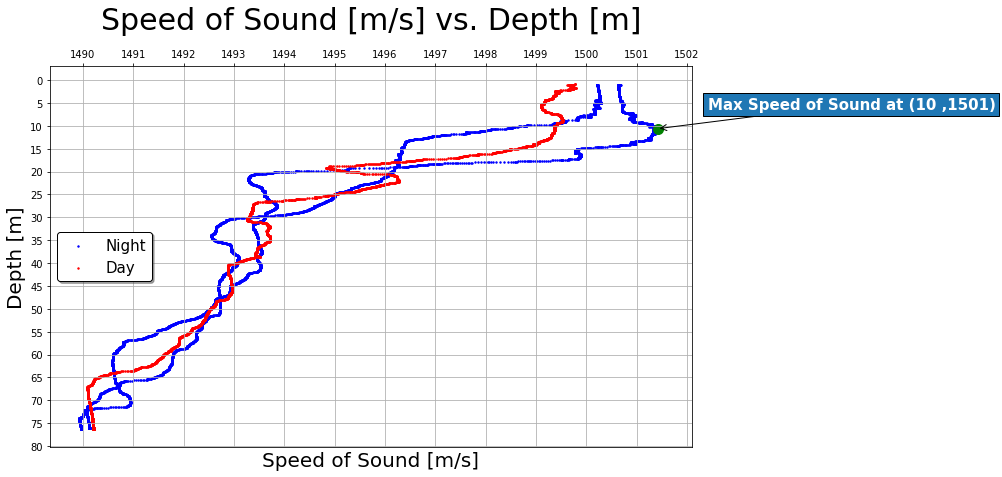 Speed of Sound [m/s] vs. Depth [m]
1490 1491 1492 1493 1494 1495 1496 1497 1498 1499 1500 1501 1502
0
5
Max Speed of Sound at (10 ,1501)
10
15
20
25
30
35
40
45
50
55
60
65
70
75
80
Depth [m]
Night
Day
Speed of Sound [m/s]